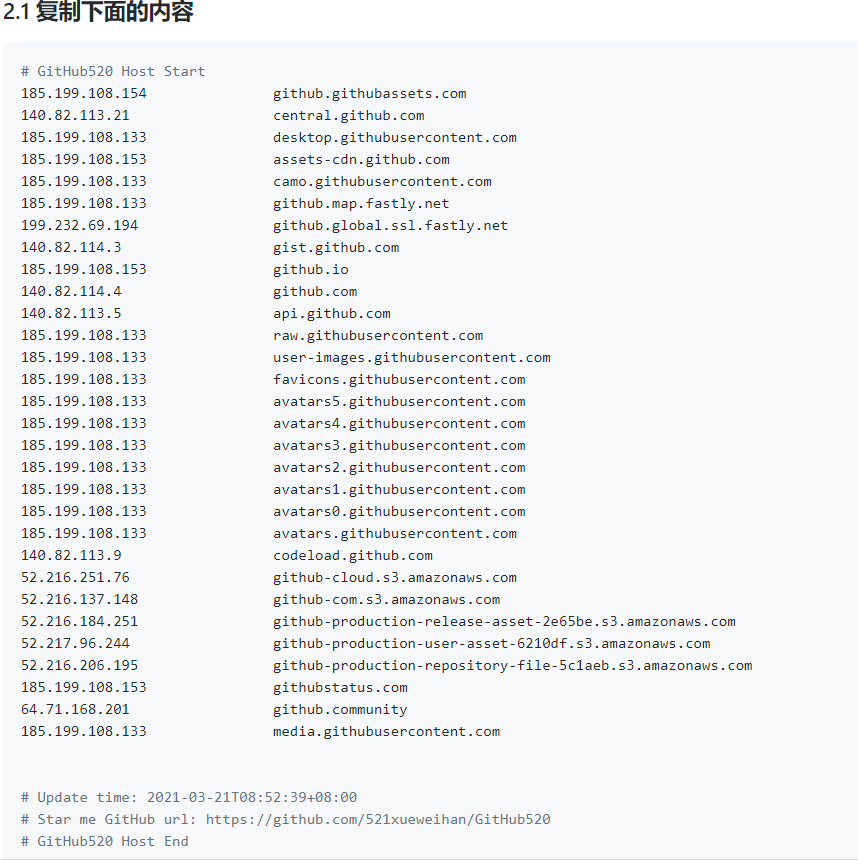 2.1 复制下面的内容
# GitHub520 Host Start
185.199.108.154 github.githubassets.com
140.82.113.21 central.github.com
185.199.108.133 desktop.githubusercontent.com
185.199.108.153 assets-cdn.github.com
185.199.108.133 camo.githubusercontent.com
185.199.108.133 github.map.fastly.net
199.232.69.194 github.global.ssl.fastly.net
140.82.114.3 gist.github.com
185.199.108.153 github.io
140.82.114.4 github.com
140.82.113.5 api.github.com
185.199.108.133 raw.githubusercontent.com
185.199.108.133 user-images.githubusercontent.com
185.199.108.133 favicons.githubusercontent.com
185.199.108.133 avatars5.githubusercontent.com
185.199.108.133 avatars4.githubusercontent.com
185.199.108.133 avatars3.githubusercontent.com
185.199.108.133 avatars2.githubusercontent.com
185.199.108.133 avatars1.githubusercontent.com
185.199.108.133 avatars0.githubusercontent.com
185.199.108.133 avatars.githubusercontent.com
140.82.113.9 codeload.github.com
52.216.251.76 github-cloud.s3.amazonaws.com
52.216.137.148 github-com.s3.amazonaws.com
52.216.184.251 github-production-release-asset-2e65be.s3.amazonaws.com
52.217.96.244 github-production-user-asset-6210df.s3.amazonaws.com
52.216.206.195 github-production-repository-file-5c1aeb.s3.amazonaws.com
185.199.108.153 githubstatus.com
64.71.168.201 github.community
185.199.108.133 media.githubusercontent.com
# Update time: 2021-03-21T08:52:39+08:00
# Star me GitHub url: https://github.com/521xueweihan/GitHub520
# GitHub520 Host End